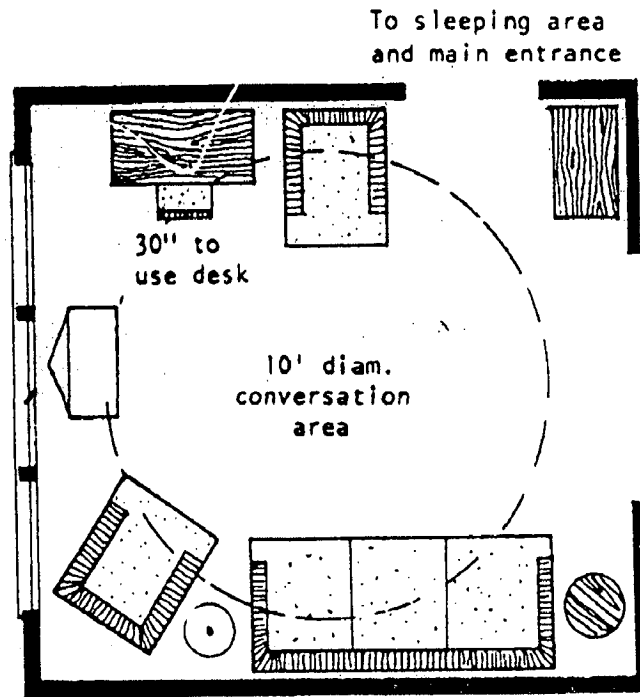 To sleeping area
and main entrance
30" to
use desk
10' diam.
conversation
area